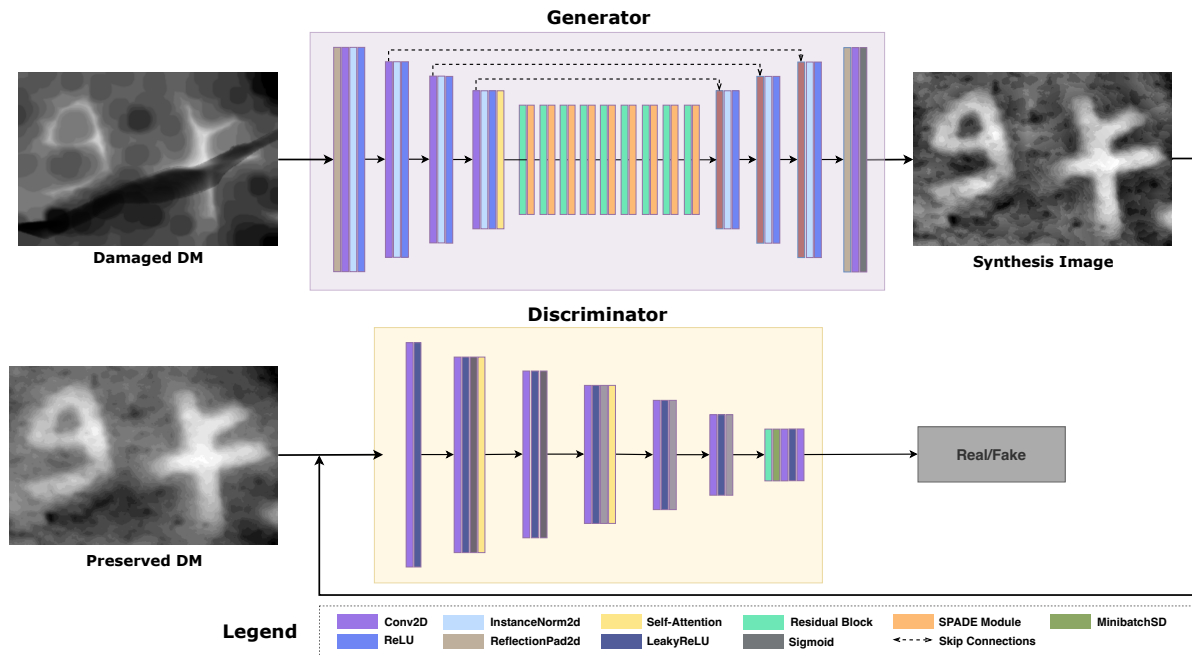 Generator
Damaged DM
Synthesis Image
Discriminator
Preserved DM
Real/Fake
Legend
Conv2D
InstanceNorm2d
Self-Attention
Residual Block
SPADE Module
MinibatchSD
ReLU
ReflectionPad2d
LeakyReLU
Sigmoid
Skip Connections